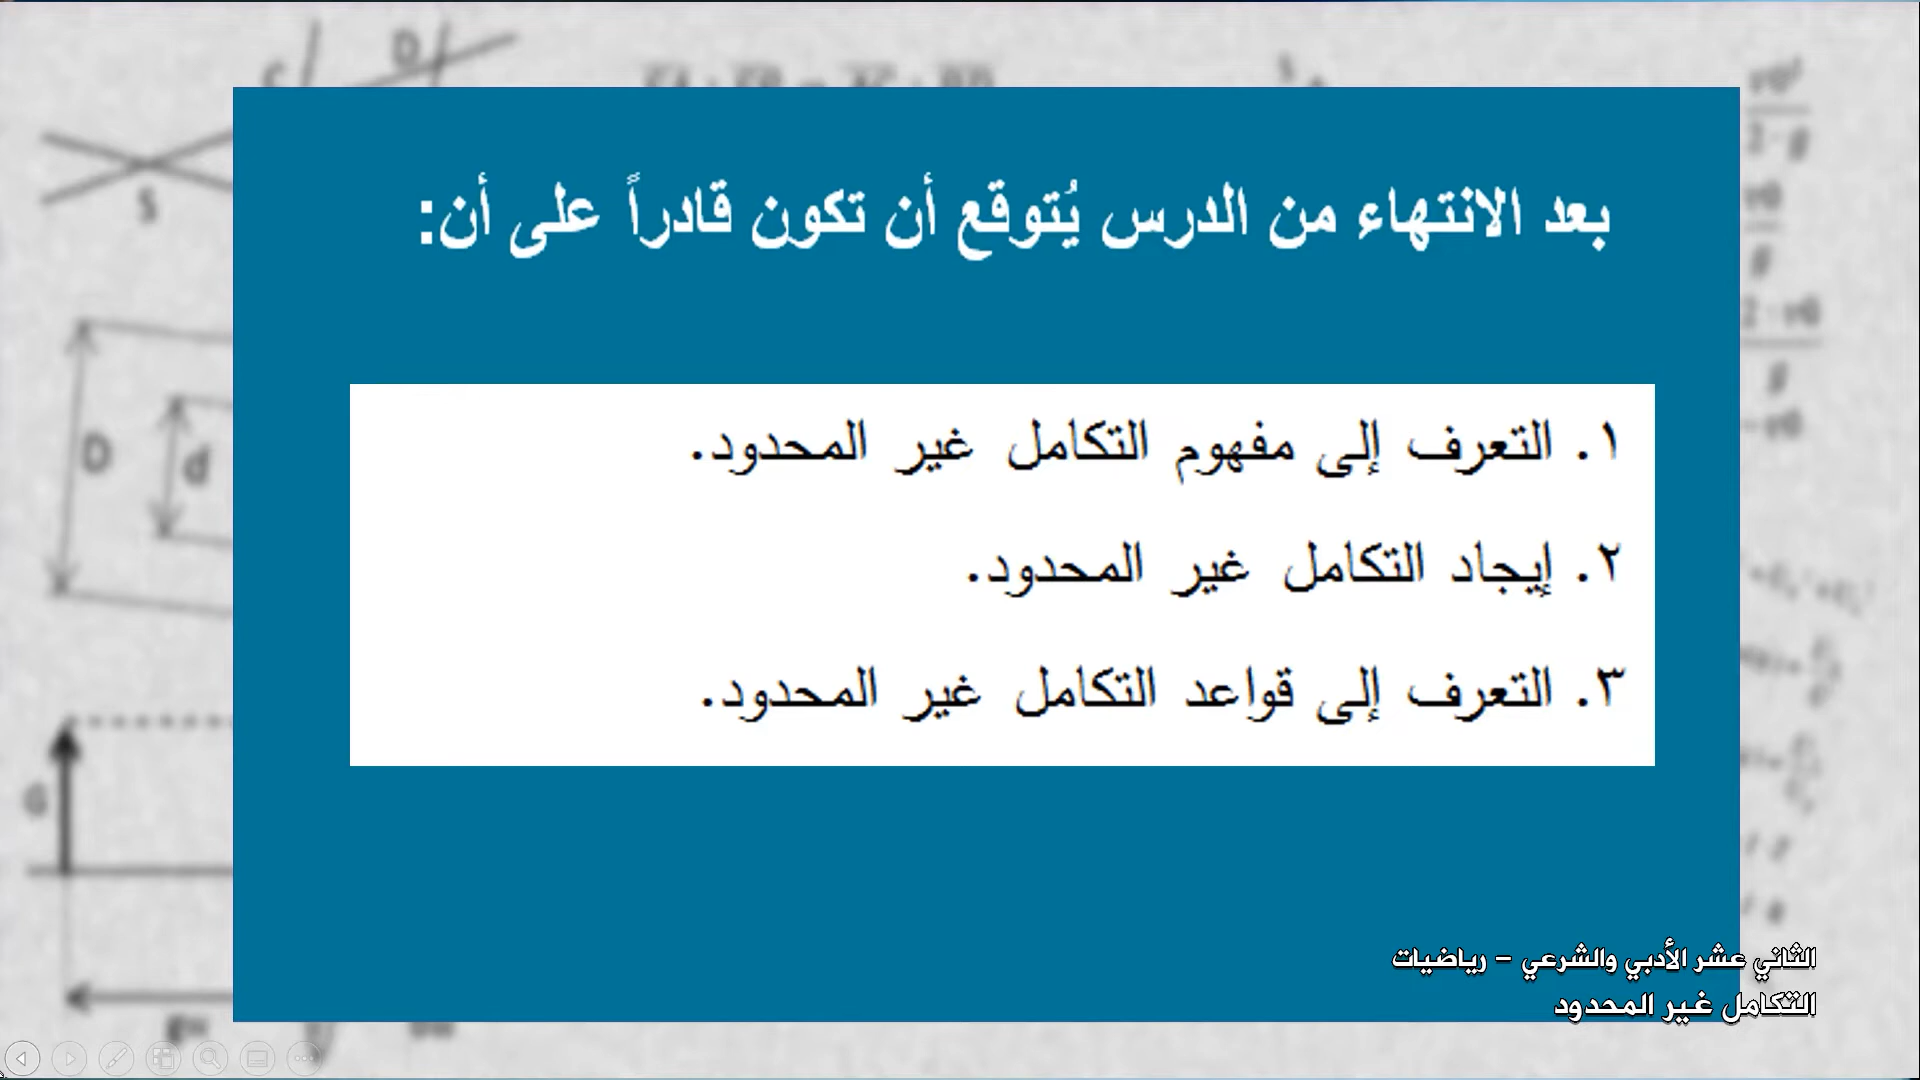 بعد الانتهاء من الدرس يُتوقع أن تكون قادراً على أن:
١. التعرف إلى مفهوم التكامل غير المحدود.
٢. إيجاد التكامل غير المحدود.
٣. التعرف إلى قواعد التكامل غير المحدود.
الثاني عشر الأدبي والشرعي - رياضيات
التكامل غير المحدود
D
S
D
d
G